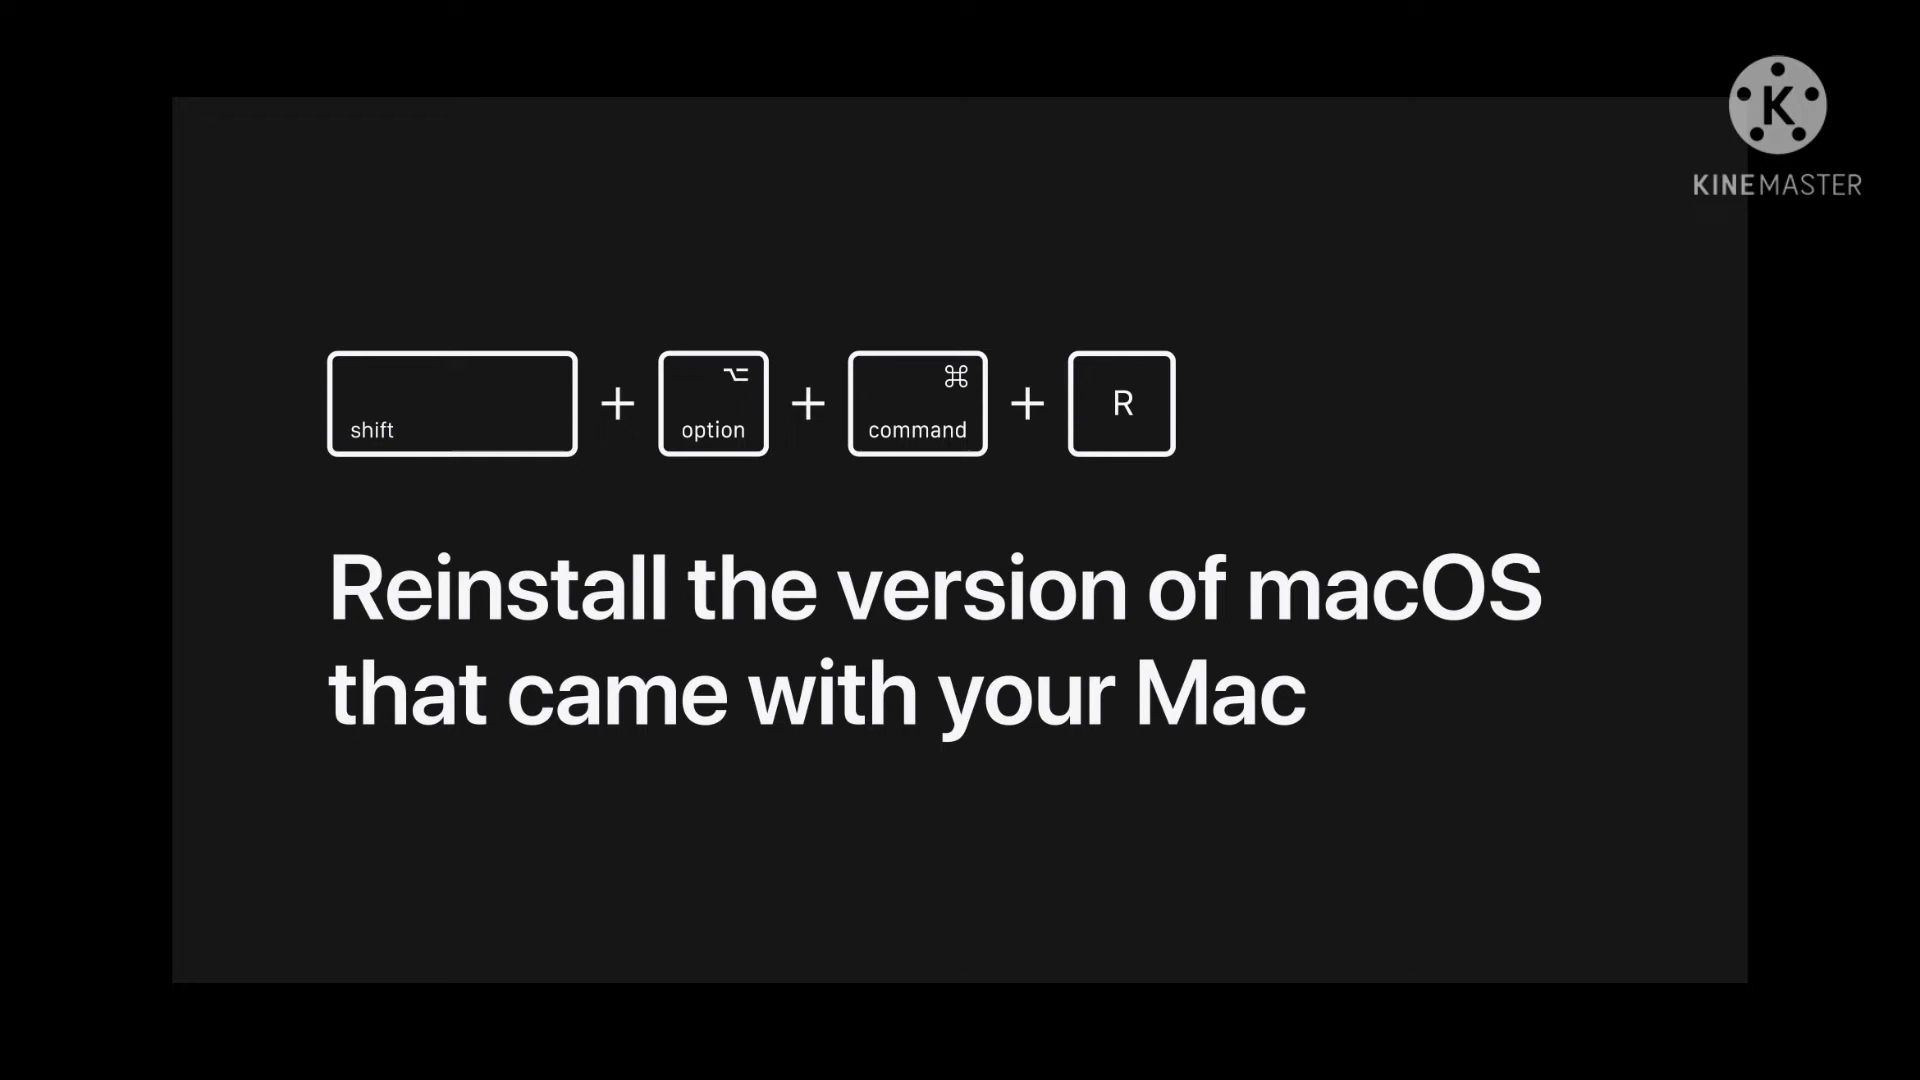 K
KINEMASTER
⌥ ⌘
shift + option + command + R
Reinstall the version of macOS
that came with your Mac